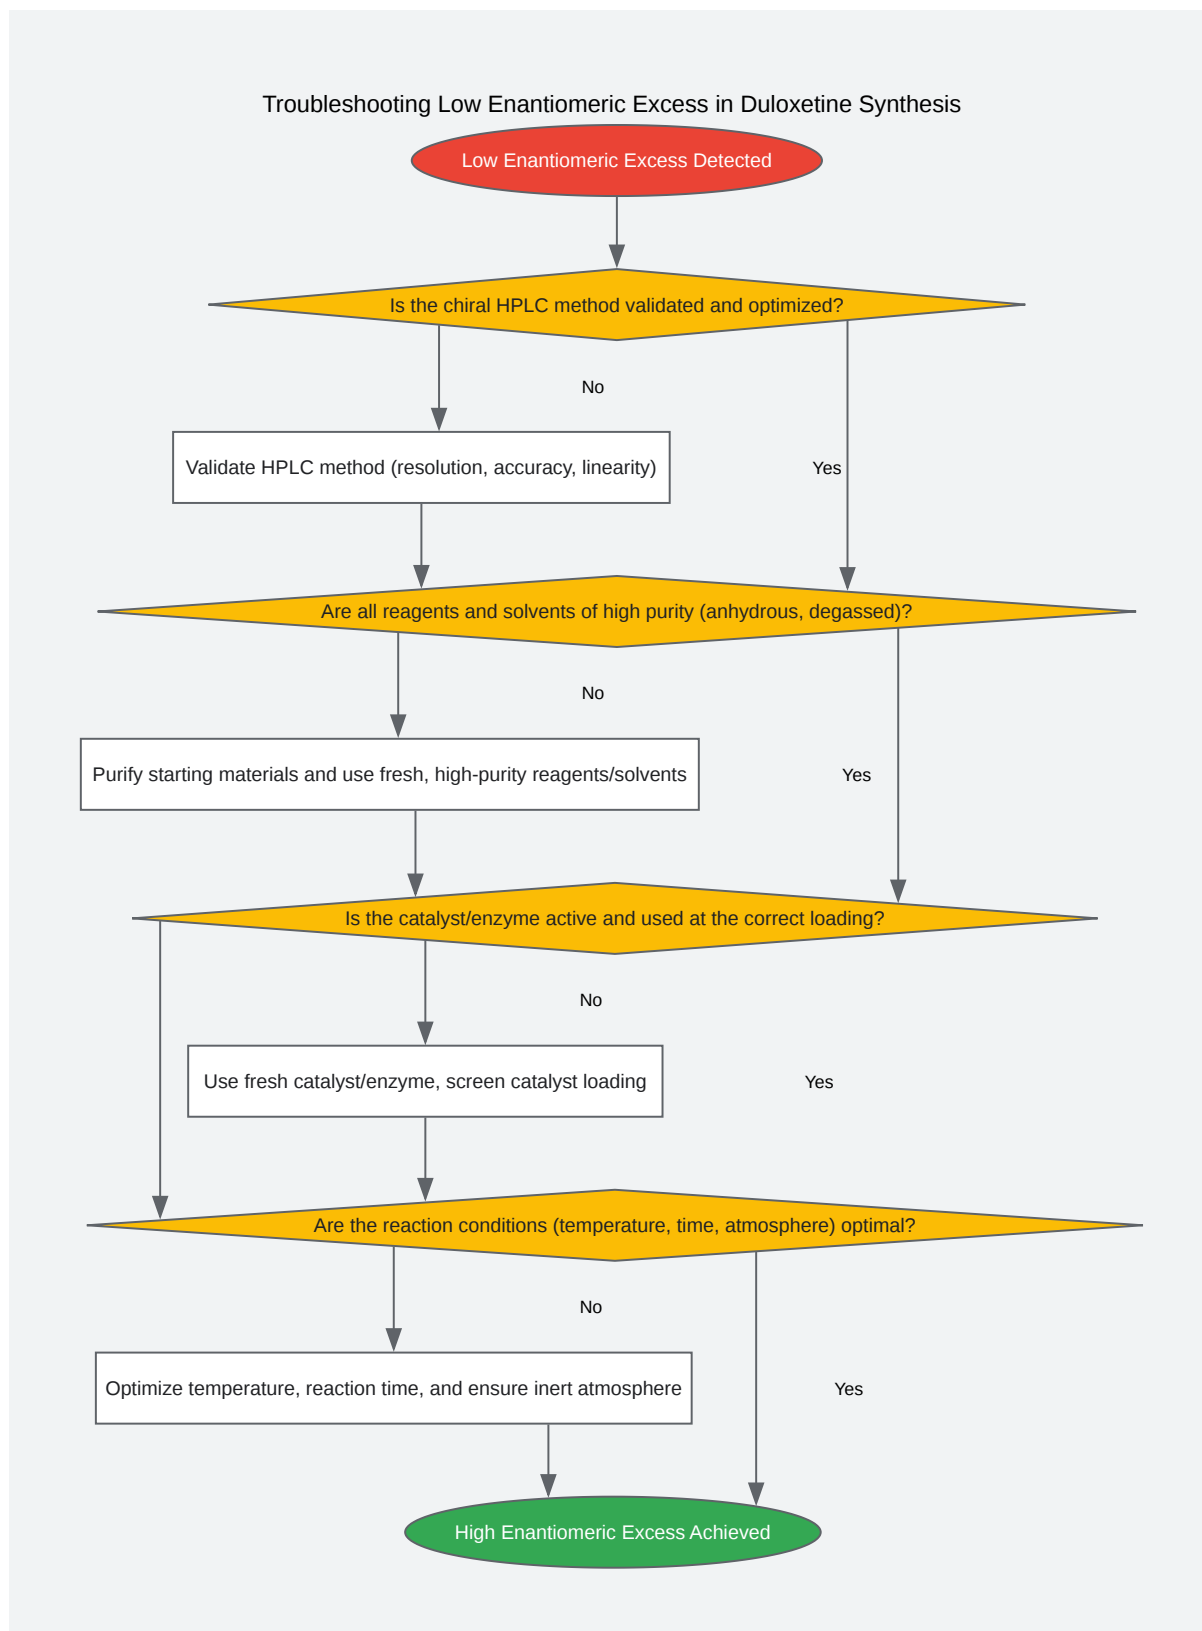 Troubleshooting Low Enantiomeric Excess in Duloxetine Synthesis
Low Enantiomeric Excess Detected
Is the chiral HPLC method validated and optimized?
No
Validate HPLC method (resolution, accuracy, linearity)
Yes
Are all reagents and solvents of high purity (anhydrous, degassed)?
No
Purify starting materials and use fresh, high-purity reagents/solvents
Yes
Is the catalyst/enzyme active and used at the correct loading?
No
Use fresh catalyst/enzyme, screen catalyst loading
Yes
Are the reaction conditions (temperature, time, atmosphere) optimal?
No
Optimize temperature, reaction time, and ensure inert atmosphere
Yes
High Enantiomeric Excess Achieved